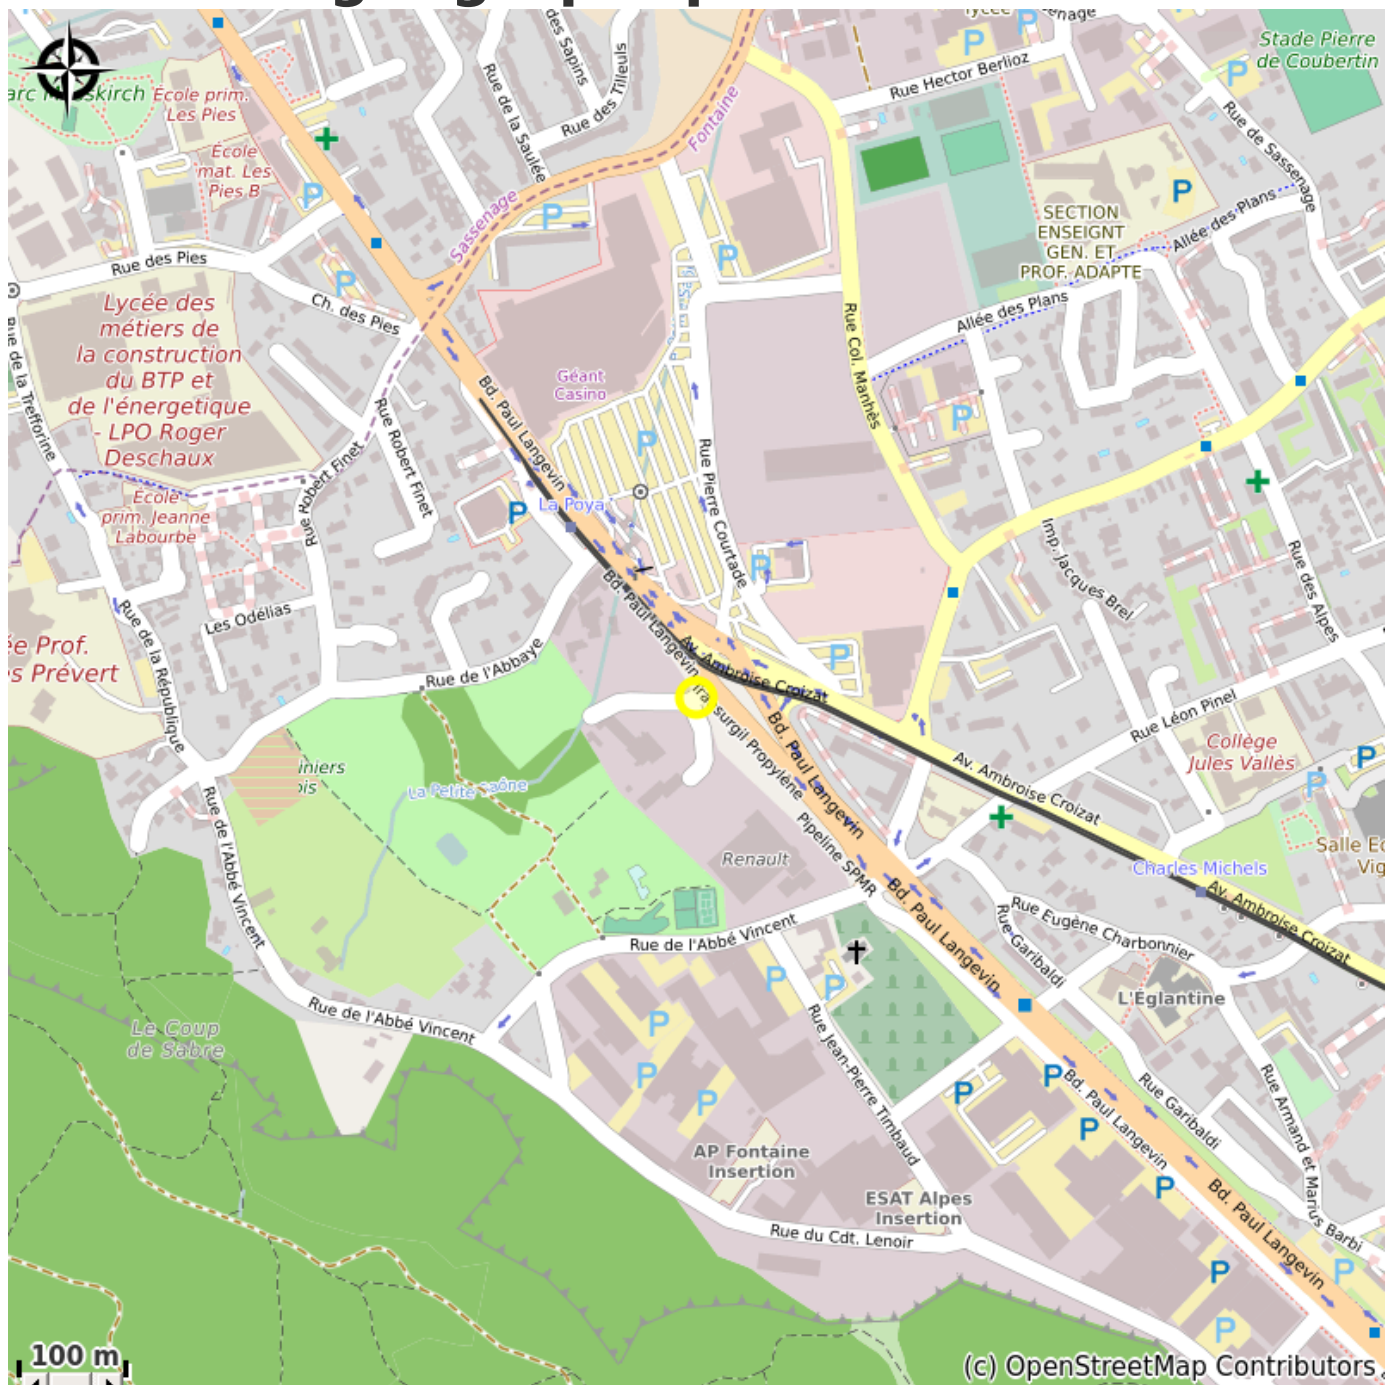 lycée
Rue Hector Berlioz
Stade Pierre
de Coubertin
des Sapins
Rue des Tilleuls
Rue de la Saulée
Fontaine
Sassenage
École prim.
Les Pies
École
mat. Les
Pies B
P
Rue de Sassenage
SECTION
ENSEIGNT
GEN. ET
PROF. ADAPTE
Allée des Plans
Allée des Plans
Rue des Pies
Ch. des Pies
Lycée des
métiers de
la construction
du BTP et
de l'énergetique
- LPO Roger
Deschaux
Rue de la Trefforine
Géant
Casino
Bd. Paul Langevin
Rue Col. Manhès
Rue Pierre Courtade
Rue Robert Finet
Rue Robert Finet
École
prim. Jeanne
Labourbe
La Poya
Imp. Jacques Brel
Rue des Alpes
Les Odélias
Rue de la République
Rue de l'Abbaye
Bd. Paul Langevin
Av. Ambroise Croizat
ée Prof.
es Prévert
Rue Léon Pinel
Collège
Jules Vallès
surgil Propylène
Bd. Paul Langevin
Av. Ambroise Croizat
La Petite Saône
Pipeline SPMR
Renault
Charles Michels
Salle Ed
Vig
Av. Ambroise Croizat
Rue de l'Abbé Vincent
Bd. Paul Langevin
Rue Eugène Charbonnier
Rue Garibaldi
Rue de l'Abbé Vincent
L'Églantine
Le Coup
de Sabre
Rue de l'Abbé Vincent
Rue Jean-Pierre Timbaud
Bd. Paul Langevin
Rue Garibaldi
Rue Armand et Marius Barbi
AP Fontaine
Insertion
ESAT Alpes
Insertion
Bd. Paul Langevin
Rue du Cdt. Lenoir
100 m
(c) OpenStreetMap Contributors